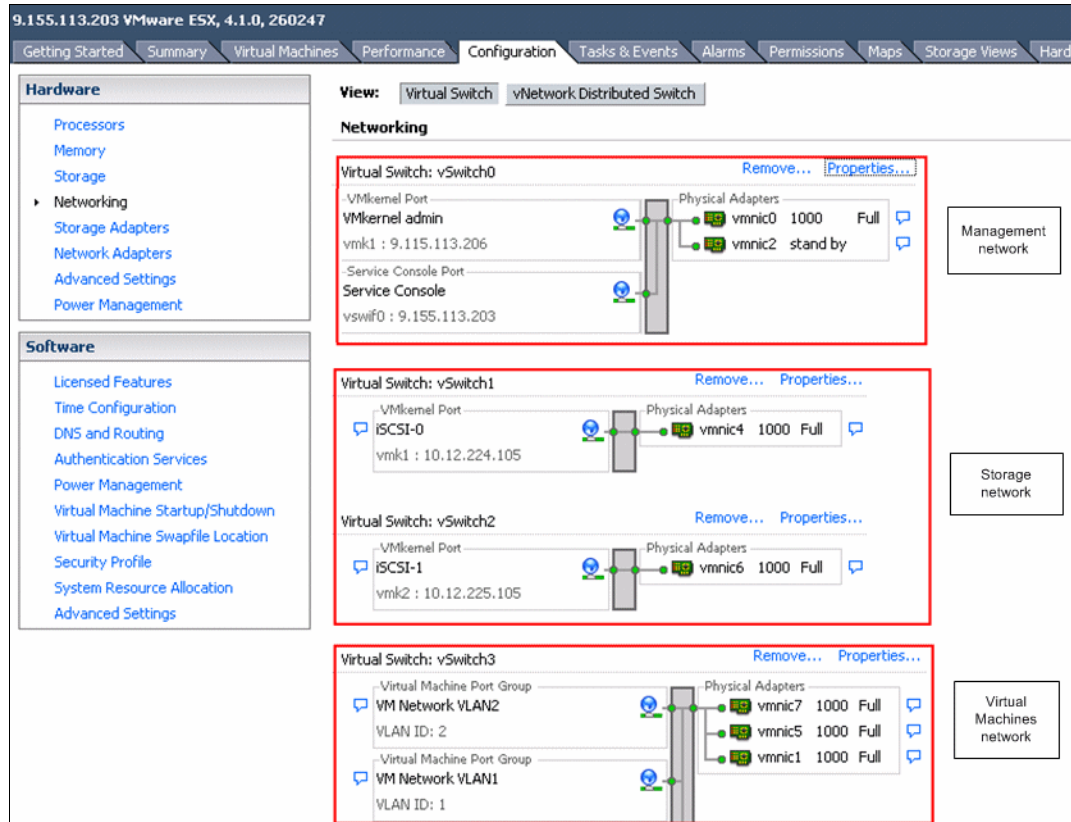 9.155.113.203 VMware ESX, 4.1.0, 260247
Getting Started Summary Virtual Machines Performance Configuration Tasks & Events Alarms Permissions Maps Storage Views Hard
Hardware
Processors
Memory
Storage
Networking
Storage Adapters
Network Adapters
Advanced Settings
Power Management
Software
Licensed Features
Time Configuration
DNS and Routing
Authentication Services
Power Management
Virtual Machine Startup/Shutdown
Virtual Machine Swapfile Location
Security Profile
System Resource Allocation
Advanced Settings
View: Virtual Switch vNetwork Distributed Switch
Networking
Virtual Switch: vSwitch0 Remove... Properties...
VMkernel Port Physical Adapters
VMkernel admin vmnic0 1000 Full
vmk1 : 9.115.113.206 vmnic2 stand by
Service Console Port
Service Console
vswif0 : 9.155.113.203
Management
network
Virtual Switch: vSwitch1 Remove... Properties...
VMkernel Port Physical Adapters
iSCSI-0 vmnic4 1000 Full
vmk1 : 10.12.224.105
Virtual Switch: vSwitch2 Remove... Properties...
VMkernel Port Physical Adapters
iSCSI-1 vmnic6 1000 Full
vmk2 : 10.12.225.105
Storage
network
Virtual Switch: vSwitch3 Remove... Properties...
Virtual Machine Port Group Physical Adapters
VM Network VLAN2 vmnic7 1000 Full
VLAN ID: 2 vmnic5 1000 Full
Virtual Machine Port Group vmnic1 1000 Full
VM Network VLAN1
VLAN ID: 1
Virtual
Machines
network